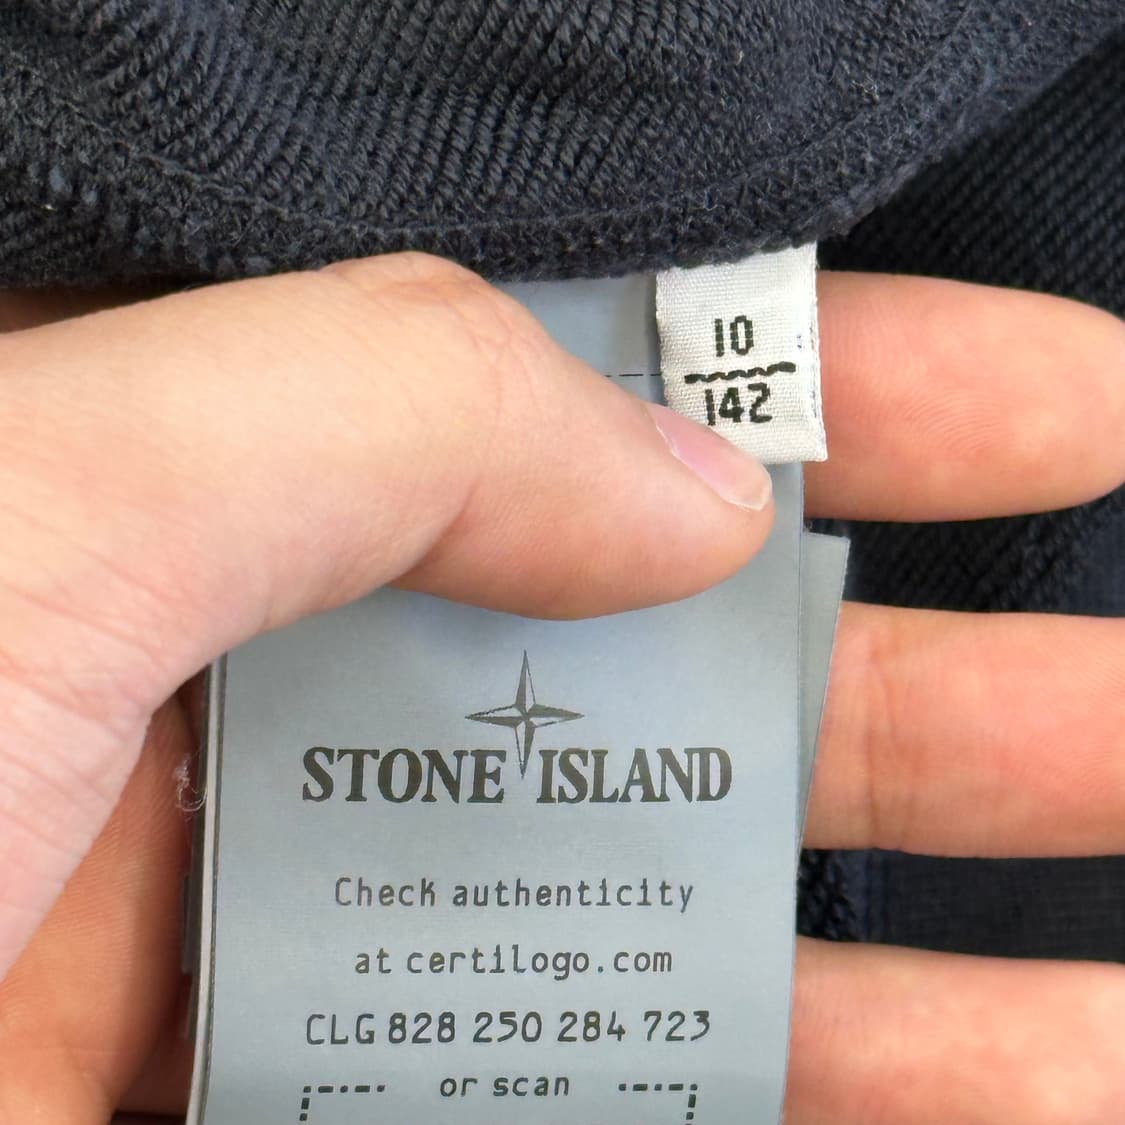 10
142
STONE ISLAND
Check authenticity
at certilogo.com
CLG 828 250 284 723
or scan